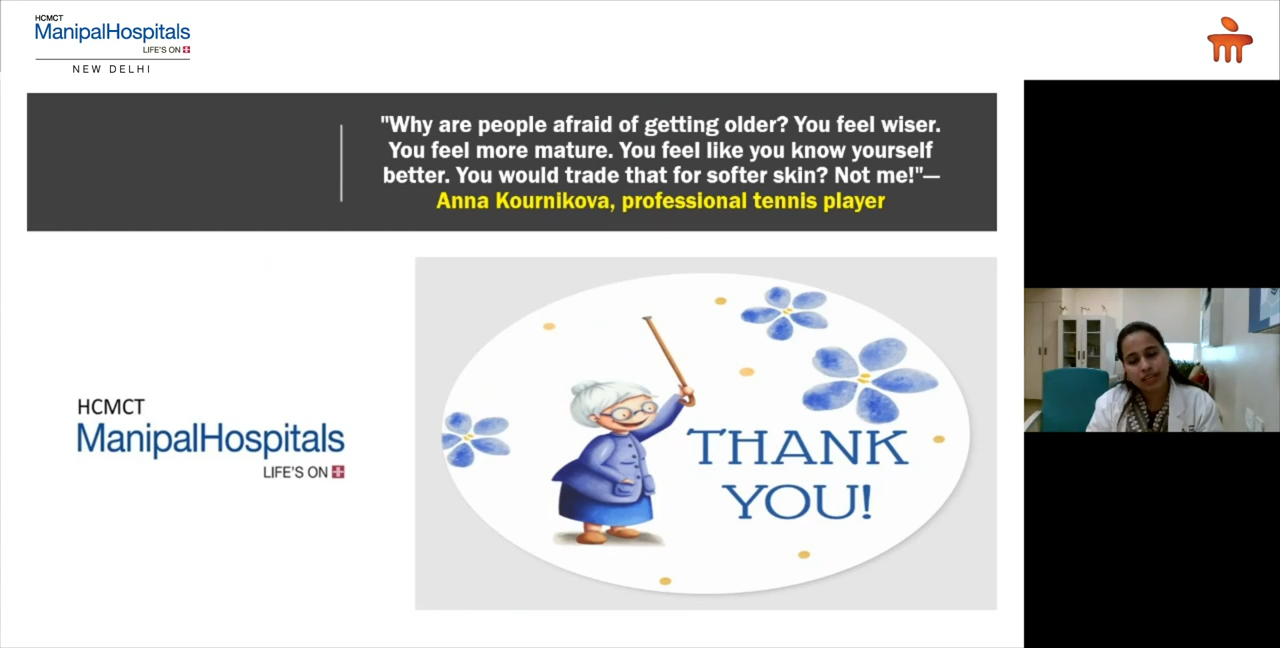 HCMCT
ManipalHospitals
LIFE'S ON
NEW DELHI
"Why are people afraid of getting older? You feel wiser.
You feel more mature. You feel like you know yourself
better. You would trade that for softer skin? Not me!"—
Anna Kournikova, professional tennis player
HCMCT
ManipalHospitals
LIFE'S ON
THANK
YOU!